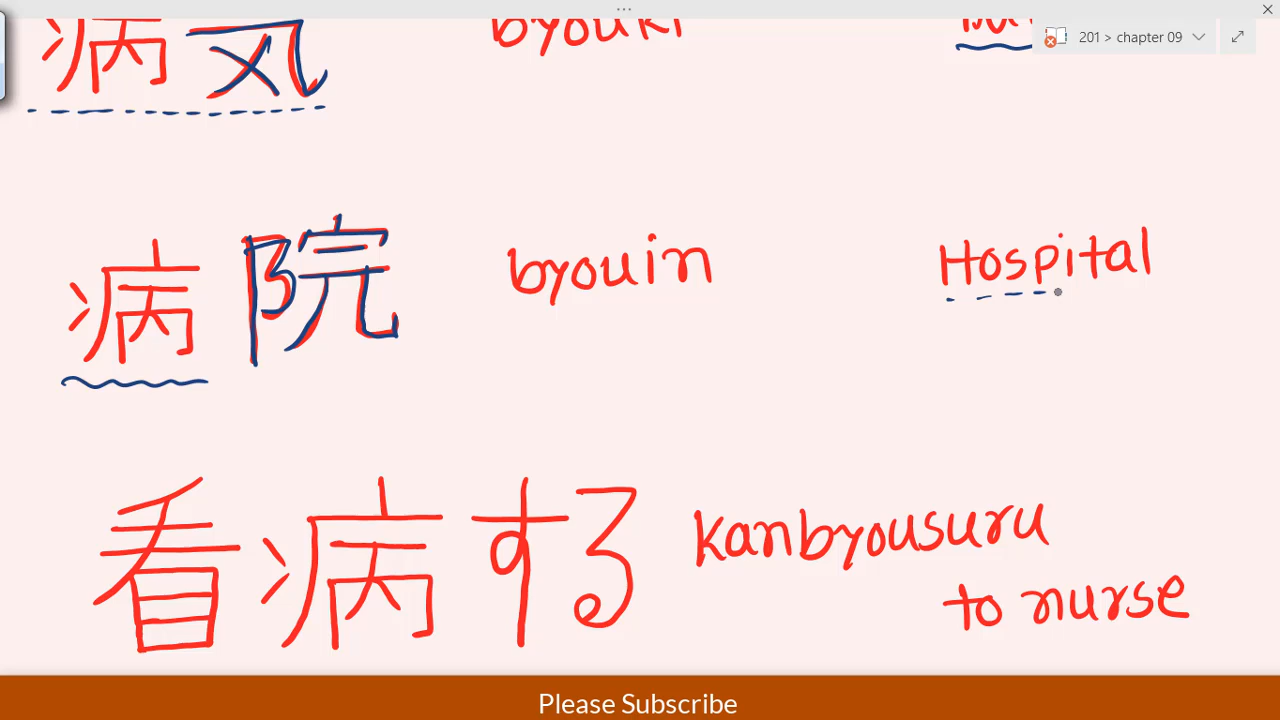 201 > chapter 09
病気 byouki
病院 byouin Hospital
看病する kanbyousuru
to nurse
Please Subscribe